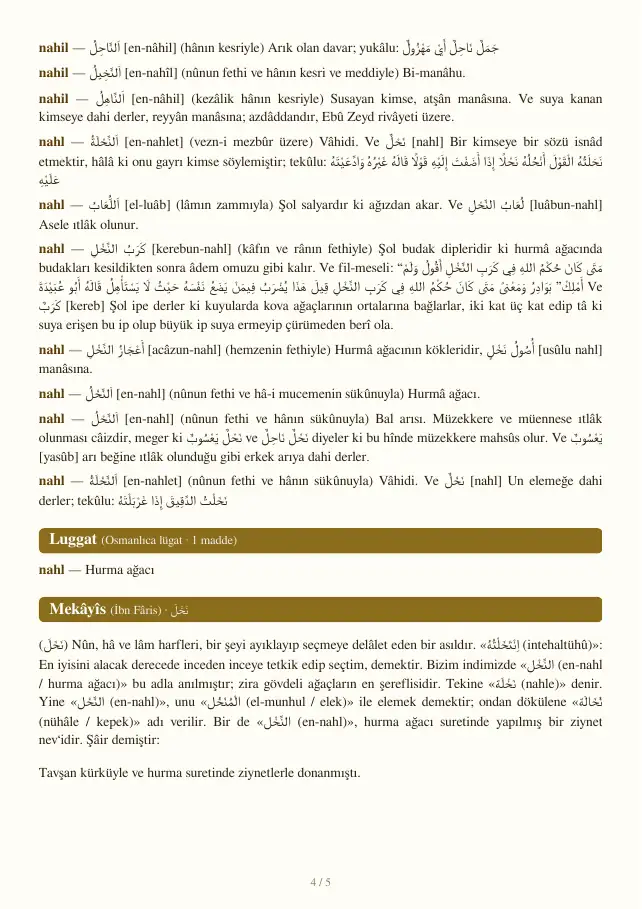 nahil — اَلنَّاحِلُ [en-nâhil] (hânın kesriyle) Arık olan davar; yukâlu: جَمَلٌ نَاحِلٌ أَيْ مَهْزُولٌ
nahil — اَلنَّخِيلُ [en-nahîl] (nûnun fethi ve hânın kesri ve meddiyle) Bi-manâhu.
nahil — اَلنَّاهِلُ [en-nâhil] (kezâlik hânın kesriyle) Susayan kimse, atşân manâsına. Ve suya kanan
kimseye dahi derler, reyyân manâsına; azdâddandır, Ebû Zeyd rivâyeti üzere.
nahl — اَلنَّحْلَةُ [en-nahlet] (vezn-i mezbûr üzere) Vâhidi. Ve نَحْلٌ [nahl] Bir kimseye bir sözü isnâd
etmektir, hâlâ ki onu gayrı kimse söylemiştir; tekûlu: نَحَلْتُهُ الْقَوْلَ أَنْحَلُهُ نَحْلًا إِذَا أَضَفْتَ إِلَيْهِ قَوْلًا قَالَهُ غَيْرُهُ وَادَّعَيْتَهُ
عَلَيْهِ
nahl — اَللُّعَابُ [el-luâb] (lâmın zammıyla) Şol salyardır ki ağızdan akar. Ve لُعَابُ النَّحْلِ [luâbun-nahl]
Asele ıtlâk olunur.
nahl — كَرَبُ النَّخْلِ [kerebun-nahl] (kâfın ve rânın fethiyle) Şol budak dipleridir ki hurmâ ağacında
budakları kesildikten sonra âdem omuzu gibi kalır. Ve fil-meseli: “مَتَى كَانَ حُكْمُ اللهِ فِي كَرَبِ النَّخْلِ أَقُولُ وَلَمْ
أَمْلِكْ” بَوَادِرُ وَمَعْنَى مَتَى كَانَ حُكْمُ اللهِ فِي كَرَبِ النَّخْلِ قِيلَ هَذَا يُضْرَبُ فِيمَنْ يَضَعُ نَفْسَهُ حَيْثُ لَا يَسْتَأْهِلُ قَالَهُ أَبُو عُبَيْدَةَ Ve
كَرَبٌ [kereb] Şol ipe derler ki kuyularda kova ağaçlarının ortalarına bağlarlar, iki kat üç kat edip tâ ki
suya erişen bu ip olup büyük ip suya ermeyip çürümeden berî ola.
nahl — أَعْجَازُ النَّخْلِ [acâzun-nahl] (hemzenin fethiyle) Hurmâ ağacının kökleridir, أُصُولُ نَخْلٍ [usûlu nahl]
manâsına.
nahl — اَلنَّخْلُ [en-nahl] (nûnun fethi ve hâ-i mucemenin sükûnuyla) Hurmâ ağacı.
nahl — اَلنَّحْلُ [en-nahl] (nûnun fethi ve hânın sükûnuyla) Bal arısı. Müzekkere ve müennese ıtlâk
olunması câizdir, meger ki نَحْلٌ يَعْسُوبٌ ve نَحْلٌ نَاحِلٌ diyeler ki bu hînde müzekkere mahsûs olur. Ve يَعْسُوبٌ
[yasûb] arı beğine ıtlâk olunduğu gibi erkek arıya dahi derler.
nahl — اَلنَّخْلَةُ [en-nahlet] (nûnun fethi ve hânın sükûnuyla) Vâhidi. Ve نَخْلٌ [nahl] Un elemeğe dahi
derler; tekûlu: نَخَلْتُ الدَّقِيقَ إِذَا غَرْبَلْتَهُ
Luggat (Osmanlıca lügat · 1 madde)
nahl — Hurma ağacı
Mekâyîs (İbn Fâris) · نَخَلَ
(نَخَلَ) Nûn, hâ ve lâm harfleri, bir şeyi ayıklayıp seçmeye delâlet eden bir asıldır. «اِنْتَخَلْتُهُ (intehaltühû)»:
En iyisini alacak derecede inceden inceye tetkik edip seçtim, demektir. Bizim indimizde «النَّخْل (en-nahl
/ hurma ağacı)» bu adla anılmıştır; zira gövdeli ağaçların en şereflisidir. Tekine «نَخْلَة (nahle)» denir.
Yine «النَّخْل (en-nahl)», unu «الْمُنْخُل (el-munhul / elek)» ile elemek demektir; ondan dökülene «نُخَالَة
(nühâle / kepek)» adı verilir. Bir de «النَّخْل (en-nahl)», hurma ağacı suretinde yapılmış bir ziynet
nev‘idir. Şâir demiştir:
Tavşan kürküyle ve hurma suretinde ziynetlerle donanmıştı.
4 / 5